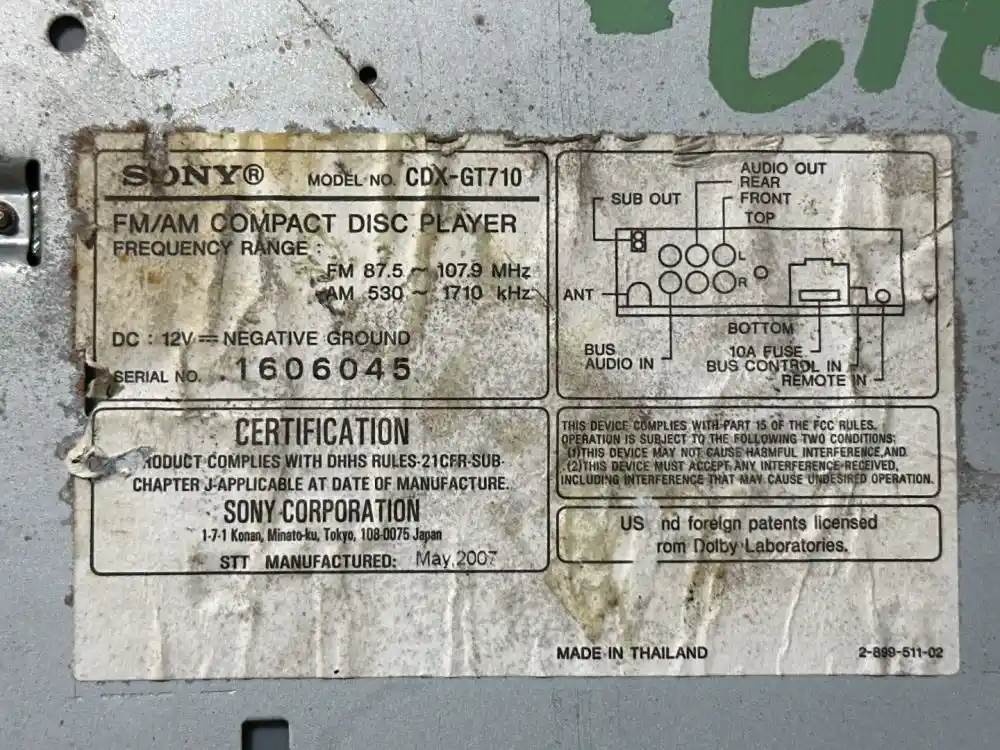 SONY®
MODEL NO. CDX-GT710
FM/AM COMPACT DISC PLAYER
FREQUENCY RANGE :
FM 87.5 ~ 107.9 MHz
AM 530 ~ 1710 kHz
DC : 12V ⎓ NEGATIVE GROUND
SERIAL NO. 1606045
AUDIO OUT
REAR
FRONT
SUB OUT
TOP
L
R
ANT
BOTTOM
BUS
AUDIO IN
10A FUSE
BUS CONTROL IN
REMOTE IN
CERTIFICATION
RODUCT COMPLIES WITH DHHS RULES-21CFR-SUB-
CHAPTER J-APPLICABLE AT DATE OF MANUFACTURE.
SONY CORPORATION
1-7-1 Konan, Minato-ku, Tokyo, 108-0075 Japan
STT MANUFACTURED: May,2007
THIS DEVICE COMPLIES WITH PART 15 OF THE FCC RULES.
OPERATION IS SUBJECT TO THE FOLLOWING TWO CONDITIONS:
(1)THIS DEVICE MAY NOT CAUSE HARMFUL INTERFERENCE,AND
(2)THIS DEVICE MUST ACCEPT ANY INTERFERENCE RECEIVED,
INCLUDING INTERFERENCE THAT MAY CAUSE UNDESIRED OPERATION.
US nd foreign patents licensed
rom Dolby Laboratories.
MADE IN THAILAND
2-899-511-02